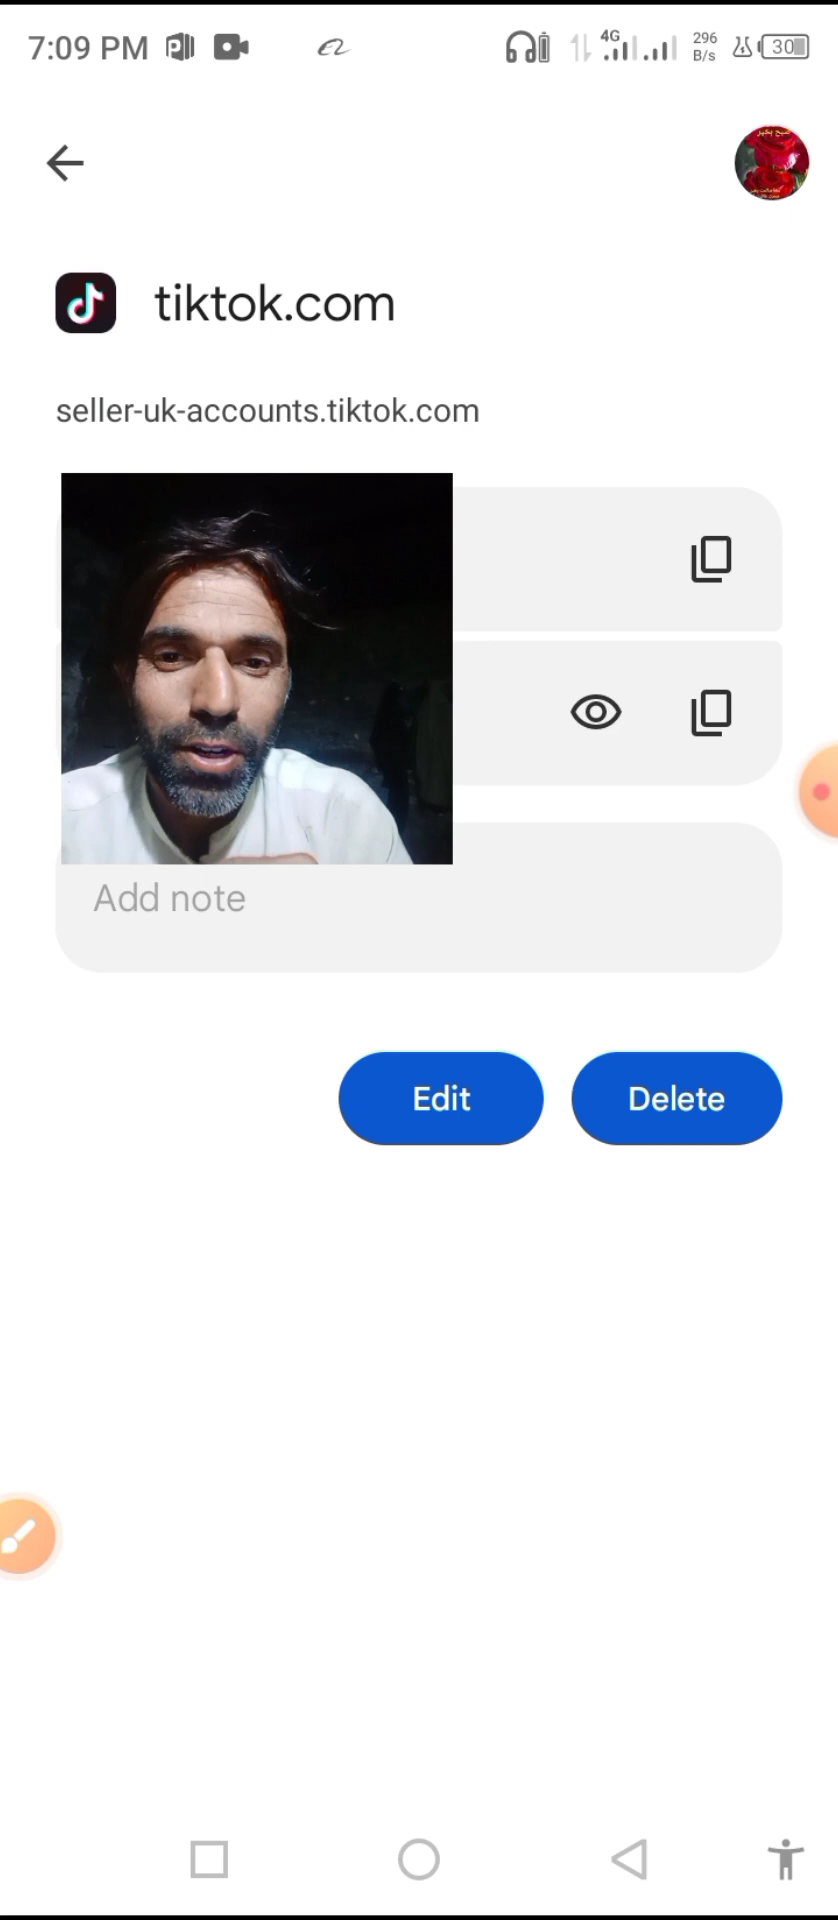 7:09 PM
4G
296
B/s
30
tiktok.com
seller-uk-accounts.tiktok.com
Add note
Edit
Delete